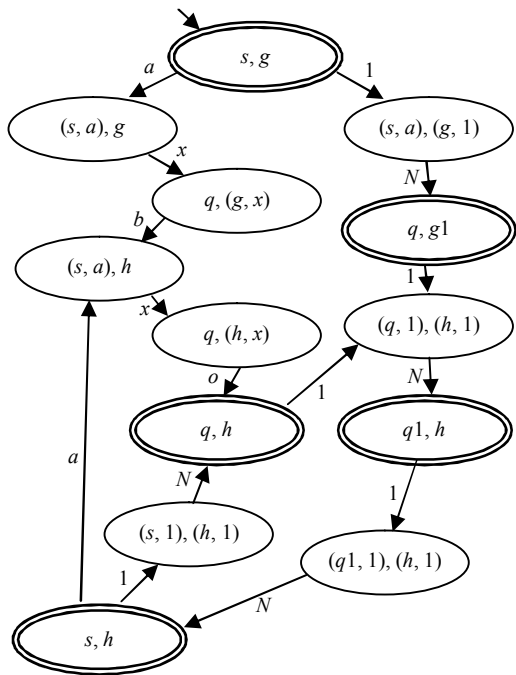 s, g
a
1
(s, a), g
(s, a), (g, 1)
x
N
q, (g, x)
q, g1
b
(s, a), h
1
x
(q, 1), (h, 1)
q, (h, x)
o
N
1
q, h
q1, h
a
N
1
(s, 1), (h, 1)
(q1, 1), (h, 1)
1
N
s, h